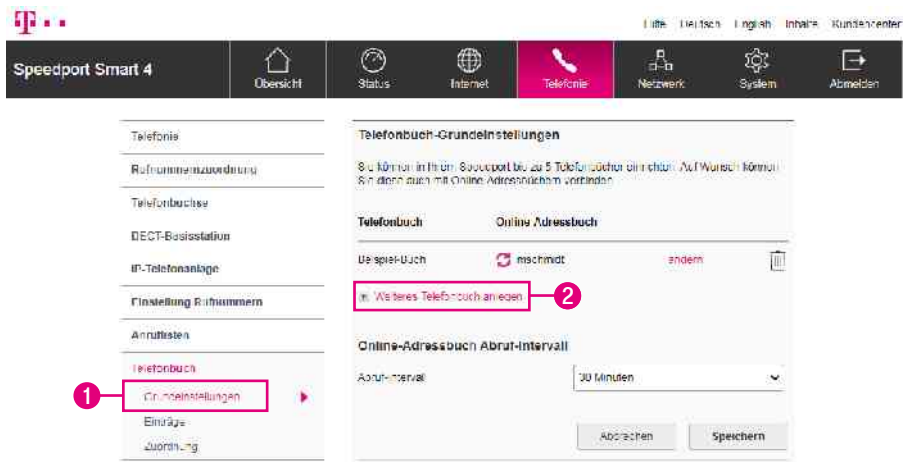 T
Hilfe Deutsch English Inhalte Kundencenter
Speedport Smart 4
Übersicht
Status
Internet
Telefonie
Netzwerk
System
Abmelden
Telefonie
Rufnummernzuordnung
Telefonbuchse
DECT-Basisstation
IP-Telefonanlage
Einstellung Rufnummern
Anruflisten
Telefonbuch
1
Grundeinstellungen
Einträge
Zuordnung
Telefonbuch-Grundeinstellungen
Sie können in Ihrem Speedport bis zu 5 Telefonbücher einrichten. Auf Wunsch können
Sie diese auch mit Online-Adressbüchern verbinden.
Telefonbuch Online Adressbuch
Beispiel-Buch mschmidt ändern
Weiteres Telefonbuch anlegen 2
Online-Adressbuch Abruf-Intervall
Abruf-Intervall 30 Minuten
Abbrechen Speichern